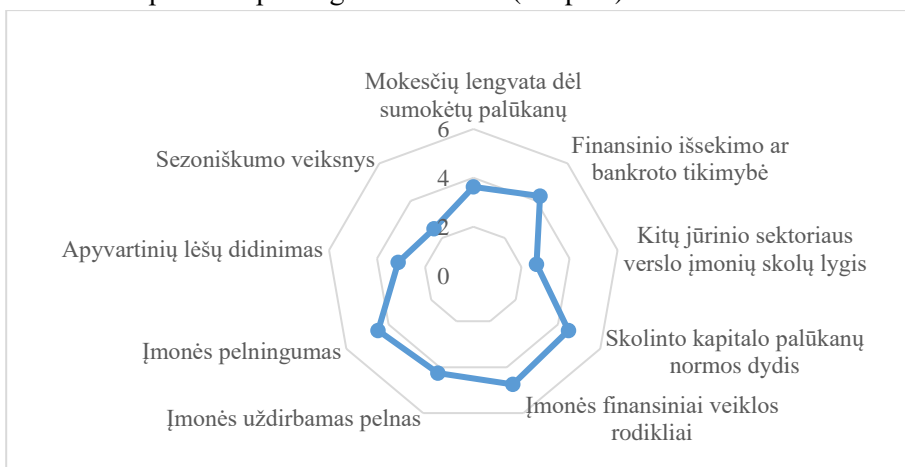 Mokesčių lengvata dėl
sumokėtų palūkanų
6
Finansinio išsekimo ar
bankroto tikimybė
Sezoniškumo veiksnys
4
Kitų jūrinio sektoriaus
verslo įmonių skolų lygis
Apyvartinių lėšų didinimas
2
0
Skolinto kapitalo palūkanų
normos dydis
Įmonės pelningumas
Įmonės finansiniai veiklos
rodikliai
Įmonės uždirbamas pelnas